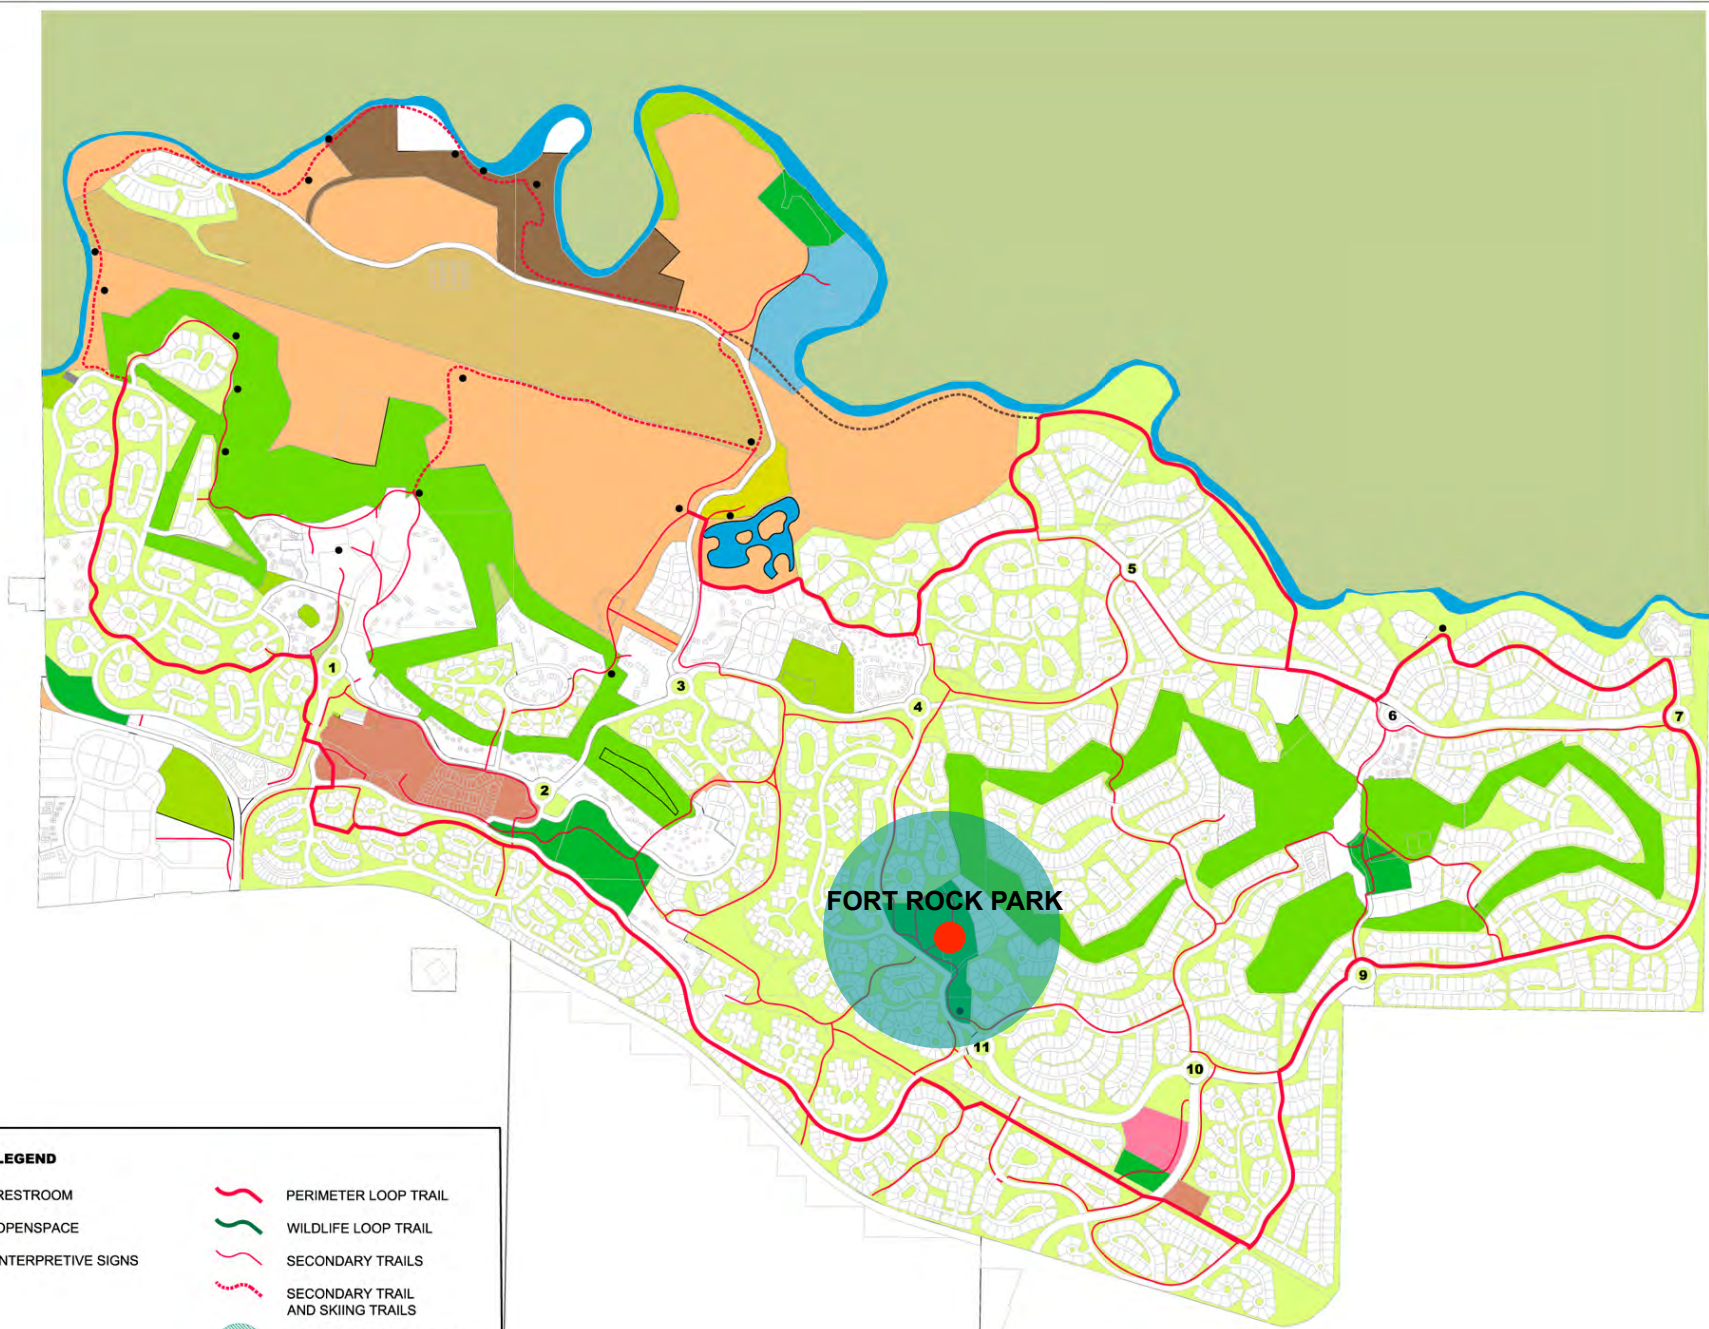 FORT ROCK PARK
1
2
3
4
5
6
7
9
10
11
LEGEND
RESTROOM
OPENSPACE
INTERPRETIVE SIGNS
PERIMETER LOOP TRAIL
WILDLIFE LOOP TRAIL
SECONDARY TRAILS
SECONDARY TRAIL
AND SKIING TRAILS